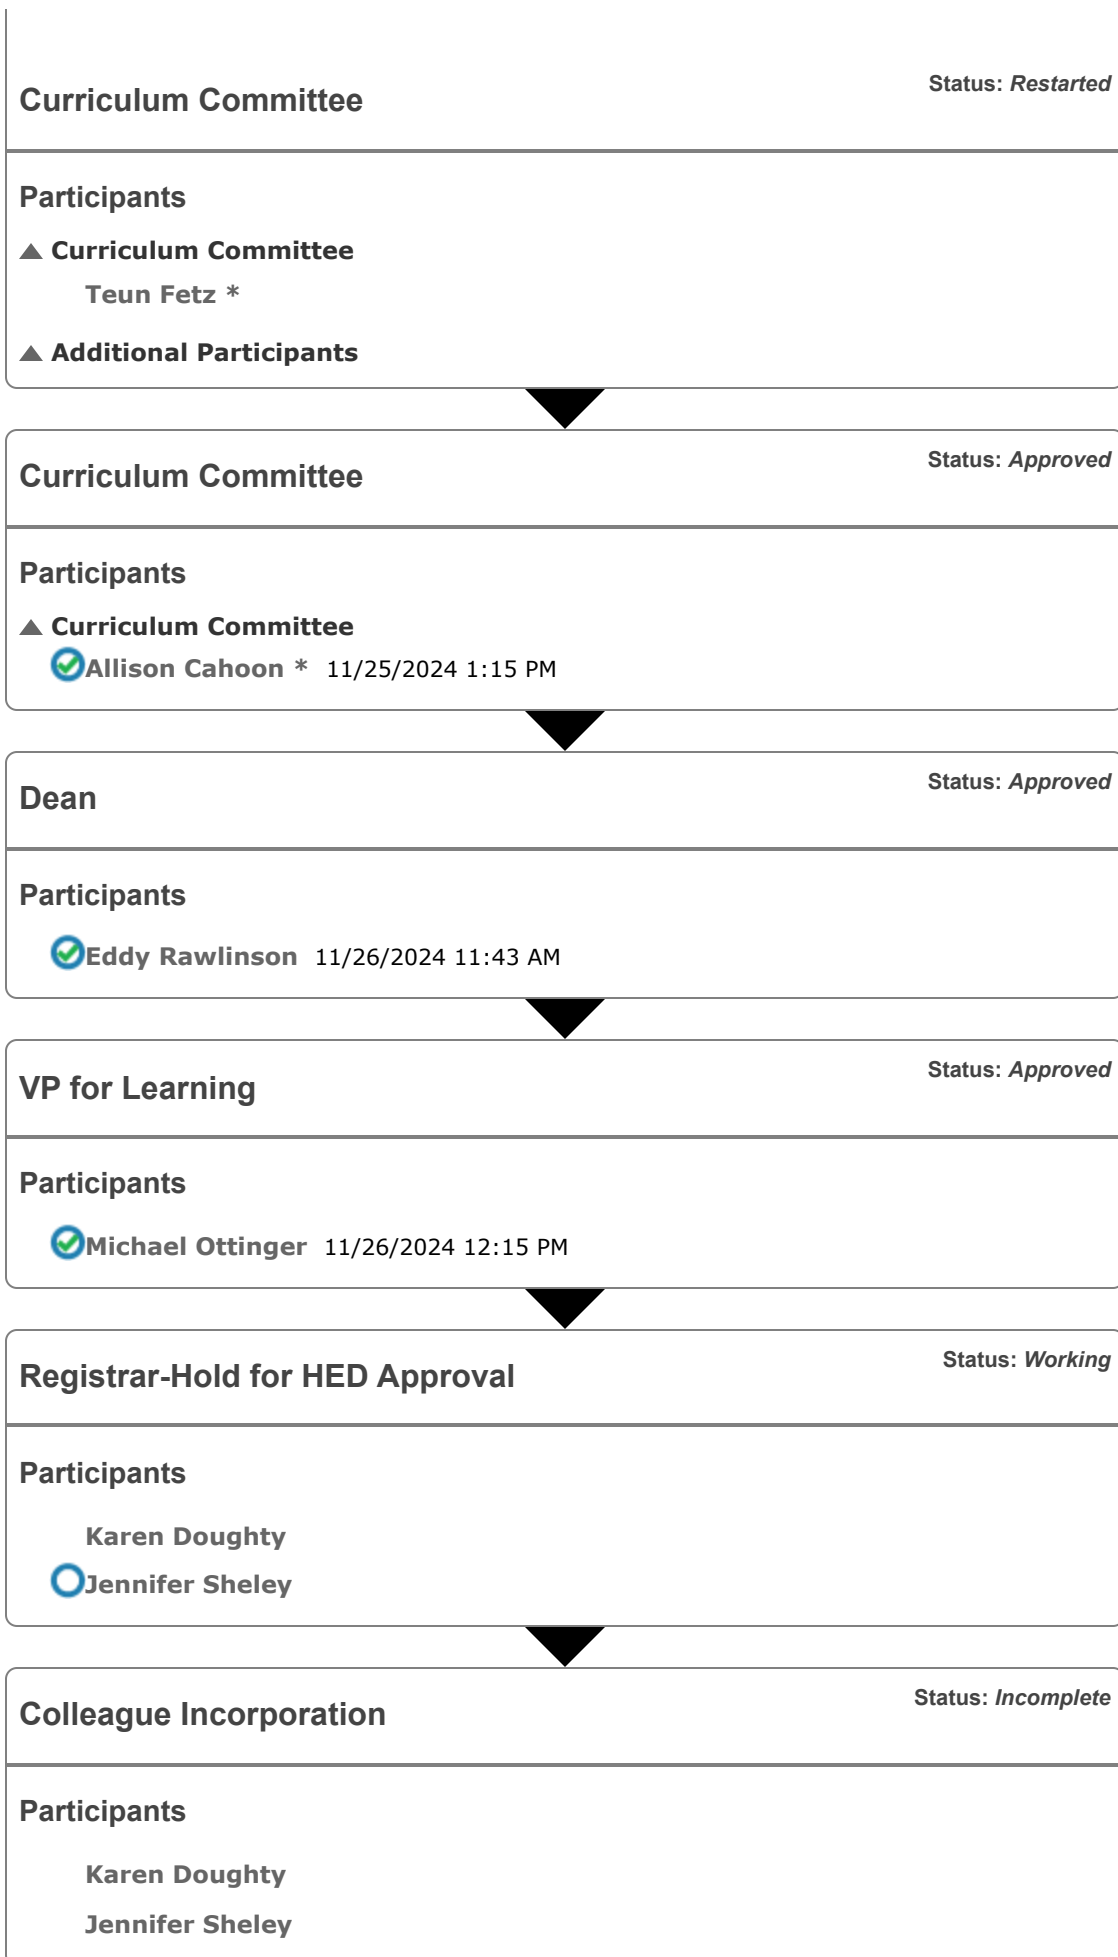 Curriculum Committee
Status: Restarted
Participants
Curriculum Committee
Teun Fetz *
Additional Participants
Curriculum Committee
Status: Approved
Participants
Curriculum Committee
Allison Cahoon * 11/25/2024 1:15 PM
Dean
Status: Approved
Participants
Eddy Rawlinson 11/26/2024 11:43 AM
VP for Learning
Status: Approved
Participants
Michael Ottinger 11/26/2024 12:15 PM
Registrar-Hold for HED Approval
Status: Working
Participants
Karen Doughty
Jennifer Sheley
Colleague Incorporation
Status: Incomplete
Participants
Karen Doughty
Jennifer Sheley